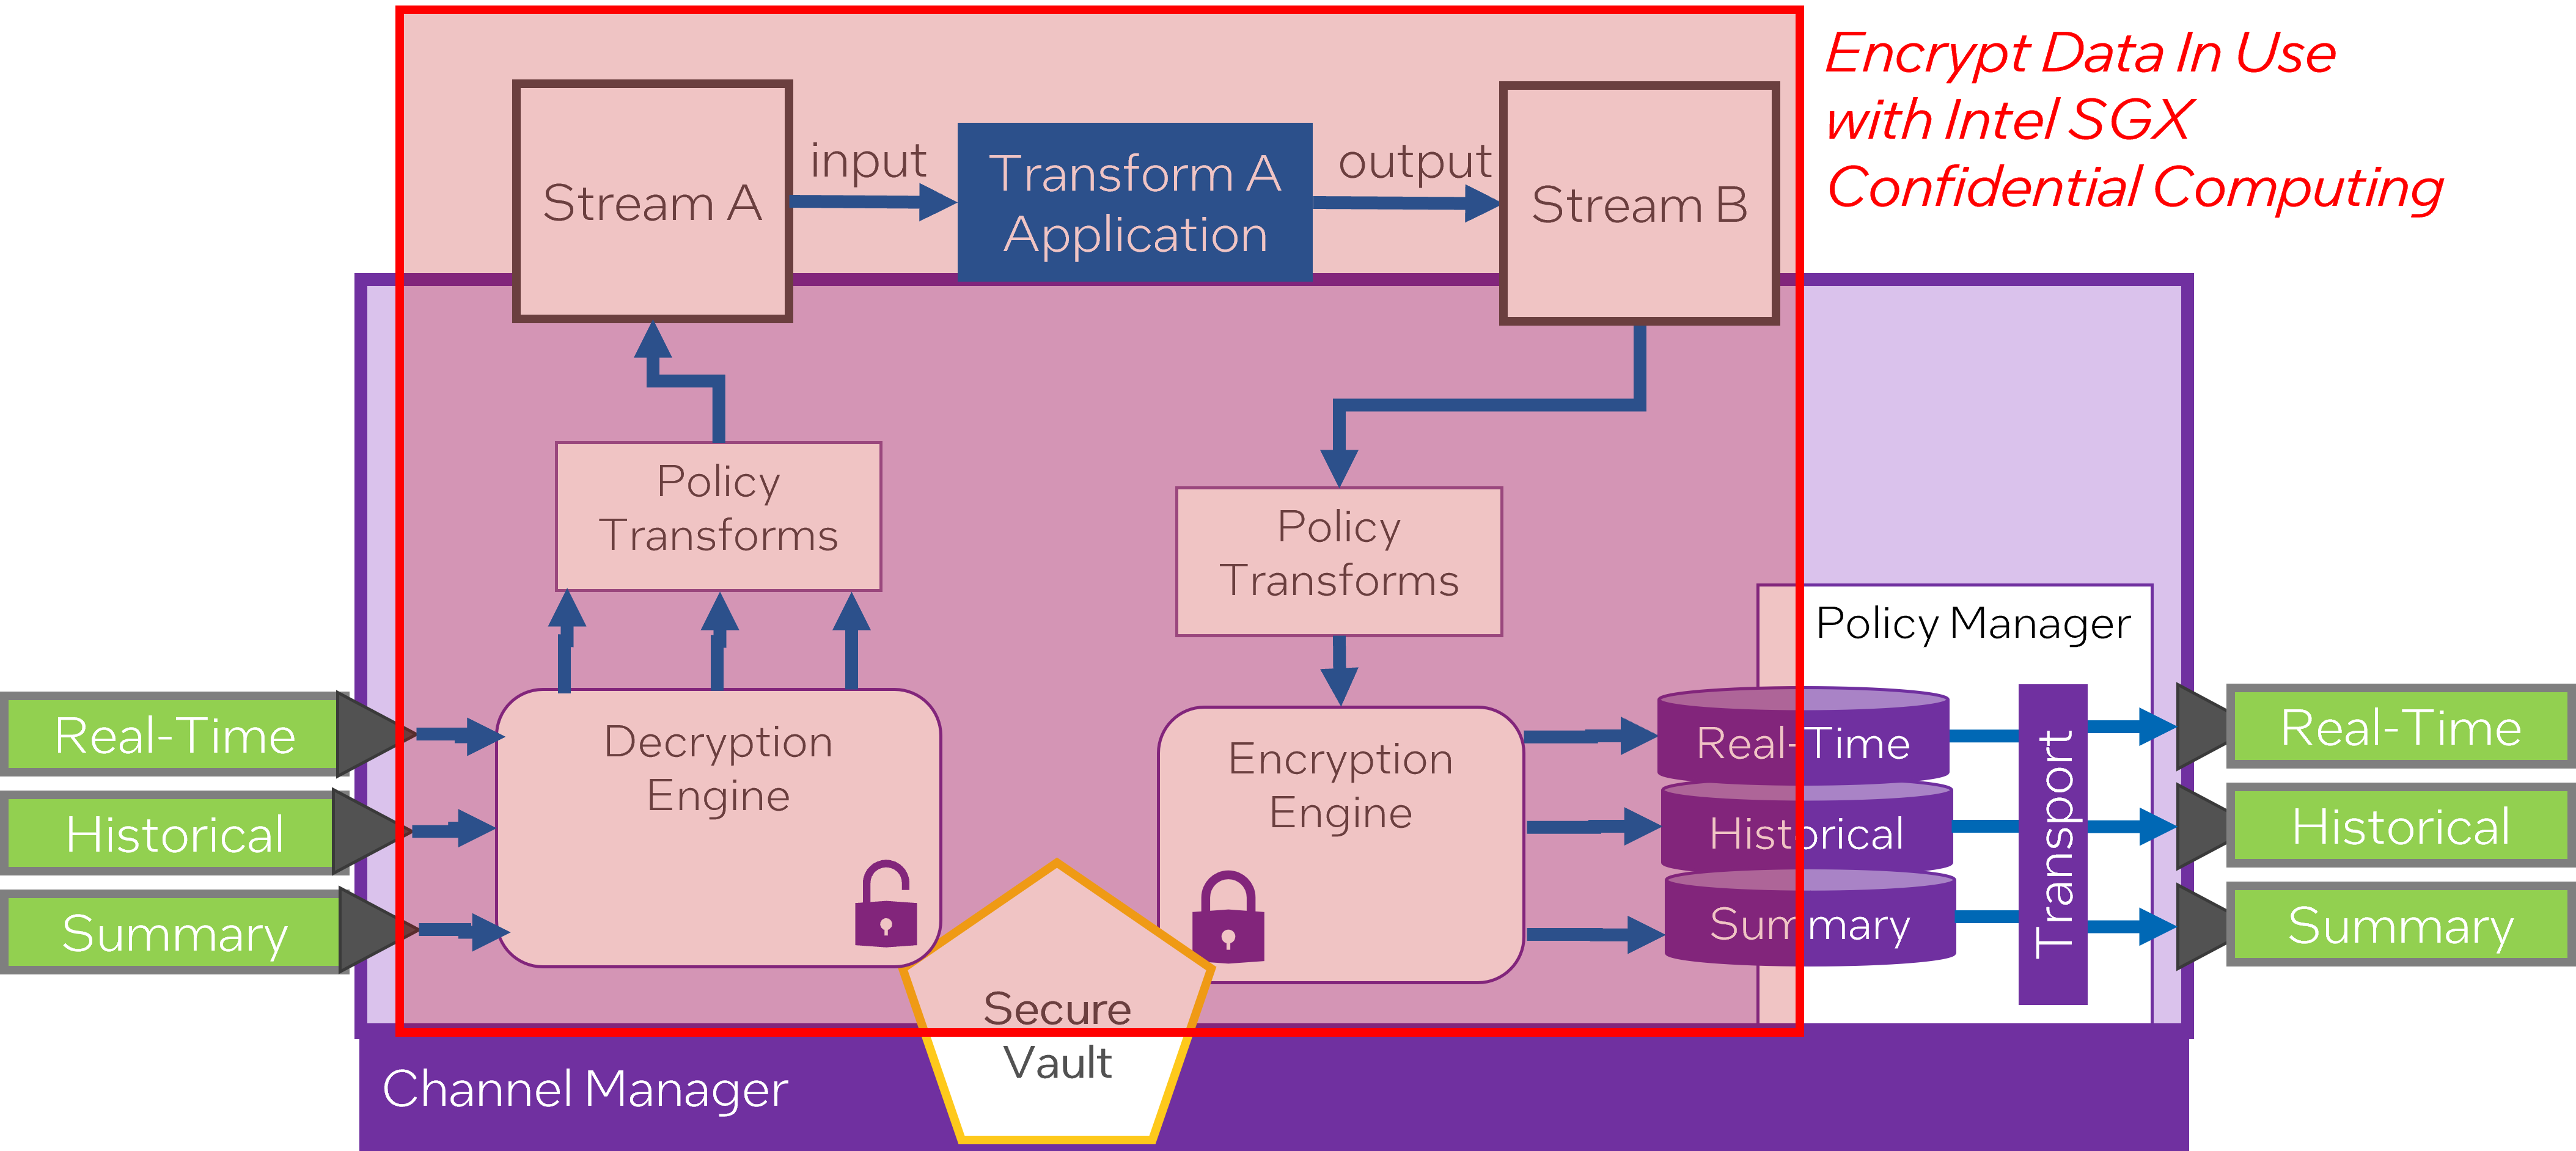 Encrypt Data In Use
with Intel SGX
Confidential Computing
Stream A
input
Transform A
Application
output
Stream B
Policy
Transforms
Policy
Transforms
Policy Manager
Real-Time
Historical
Summary
Decryption
Engine
Encryption
Engine
Real-Time
Historical
Summary
Transport
Real-Time
Historical
Summary
Secure
Vault
Channel Manager